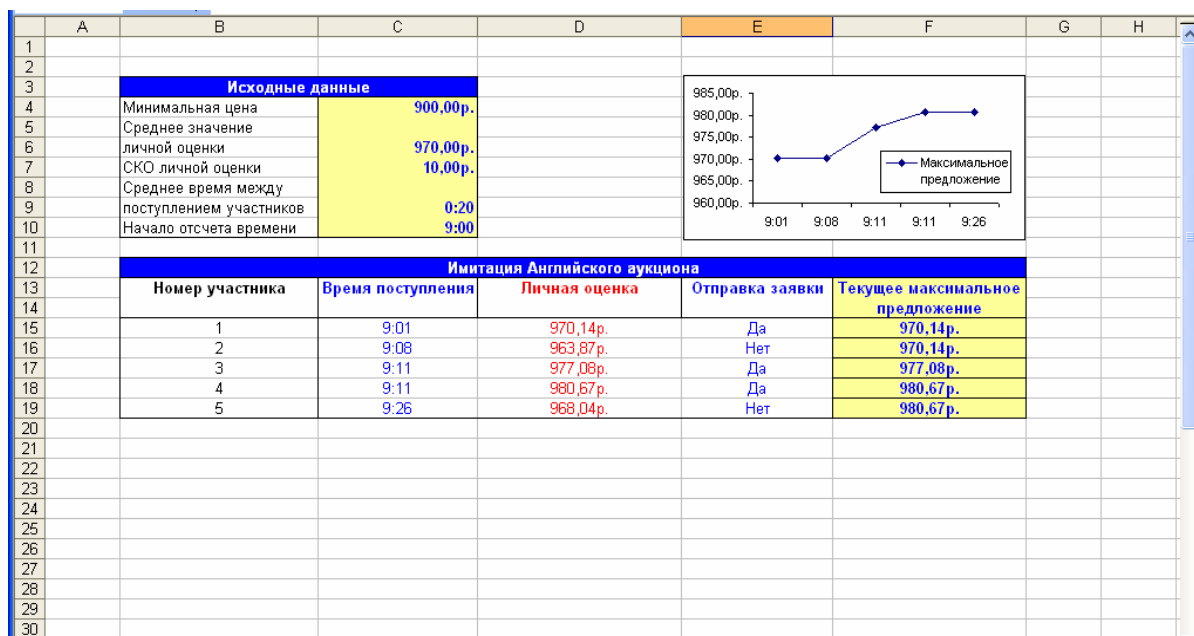 A B C D E F G H
1
2
3 Исходные данные
4 Минимальная цена 900,00р.
5 Среднее значение
6 личной оценки 970,00р.
7 СКО личной оценки 10,00р.
8 Среднее время между
9 поступлением участников 0:20
10 Начало отсчета времени 9:00
985,00р.
980,00р.
975,00р.
970,00р.
965,00р.
960,00р.
Максимальное
предложение
9:01 9:08 9:11 9:11 9:26
11
12 Имитация Английского аукциона
13 Номер участника Время поступления Личная оценка Отправка заявки Текущее максимальное
14 предложение
15 1 9:01 970,14р. Да 970,14р.
16 2 9:08 963,87р. Нет 970,14р.
17 3 9:11 977,08р. Да 977,08р.
18 4 9:11 980,67р. Да 980,67р.
19 5 9:26 968,04р. Нет 980,67р.
20
21
22
23
24
25
26
27
28
29
30